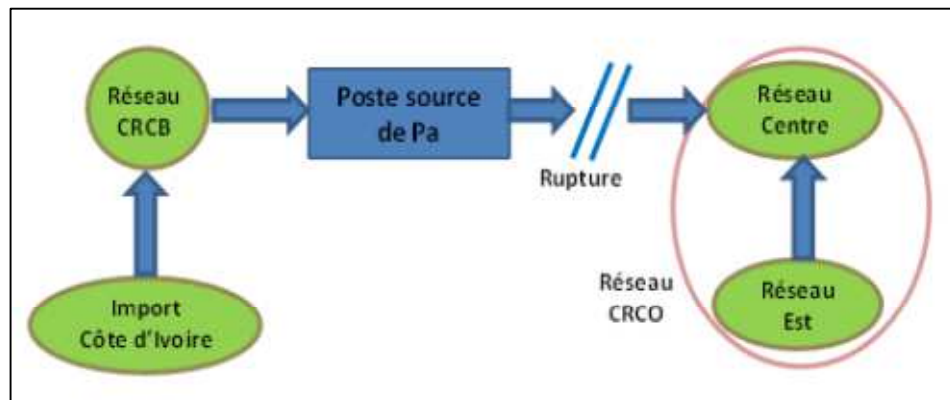 Réseau
CRCB
Poste source
de Pa
Rupture
Réseau
Centre
Import
Côte d'Ivoire
Réseau
CRCO
Réseau
Est